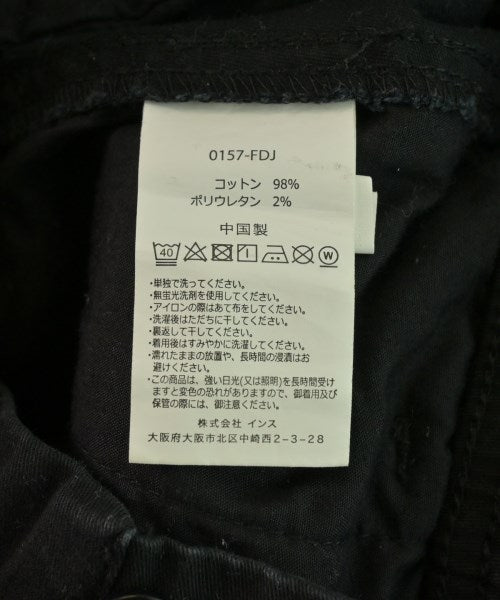 0157-FDJ
コットン 98%
ポリウレタン 2%
中国製
40
W
・単独で洗ってください。
・無蛍光洗剤を使用してください。
・アイロンの際はあて布をしてください。
・洗濯後はただちに干してください。
・裏返して干してください。
・着用後はすみやかに洗濯してください。
・濡れたままの放置や、長時間の浸漬はお
避けください。
・この商品は、強い日光(又は照明)を長時間受け
ますと変色の恐れがありますので、御着用及び
保管の際には、御注意ください。
株式会社 インス
大阪府大阪市北区中崎西2-3-28